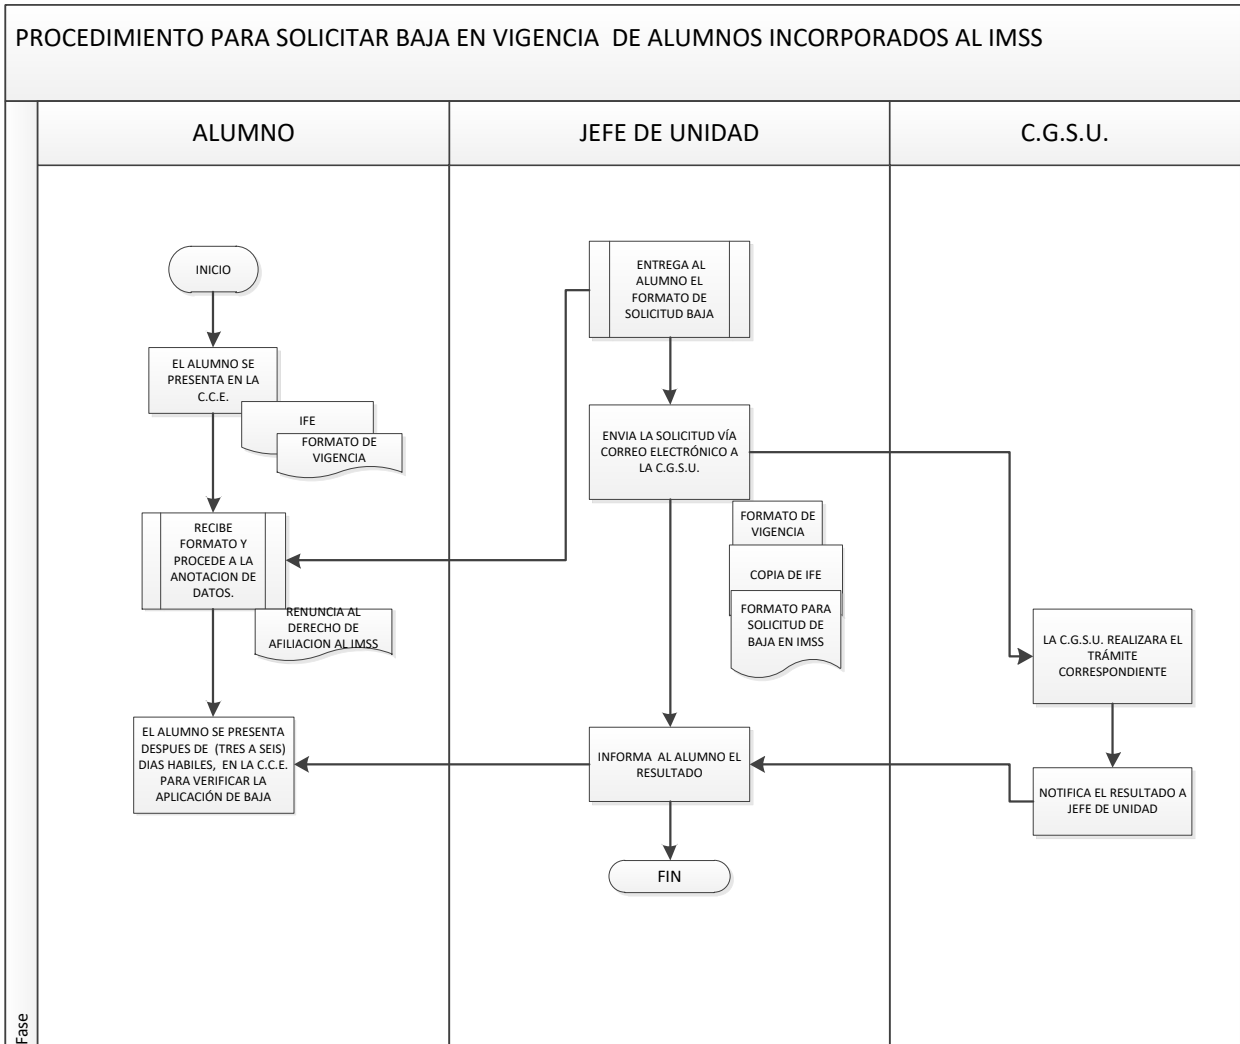 PROCEDIMIENTO PARA SOLICITAR BAJA EN VIGENCIA  DE ALUMNOS INCORPORADOS AL IMSS
ALUMNO
JEFE DE UNIDAD
C.G.S.U.
INICIO
EL ALUMNO SE
PRESENTA EN LA
C.C.E.
IFE
FORMATO DE
VIGENCIA
RECIBE
FORMATO Y
PROCEDE A LA
ANOTACION DE
DATOS.
RENUNCIA AL
DERECHO DE
AFILIACION AL IMSS
EL ALUMNO SE PRESENTA
DESPUES DE  (TRES A SEIS)
DIAS HABILES,  EN LA C.C.E.
PARA VERIFICAR LA
APLICACIÓN DE BAJA
ENTREGA AL
ALUMNO EL
FORMATO DE
SOLICITUD BAJA
ENVIA LA SOLICITUD VÍA
CORREO ELECTRÓNICO A
LA C.G.S.U.
FORMATO DE
VIGENCIA
COPIA DE IFE
FORMATO PARA
SOLICITUD DE
BAJA EN IMSS
INFORMA  AL ALUMNO EL
RESULTADO
FIN
LA C.G.S.U. REALIZARA EL
TRÁMITE
CORRESPONDIENTE
NOTIFICA EL RESULTADO A
JEFE DE UNIDAD
Fase